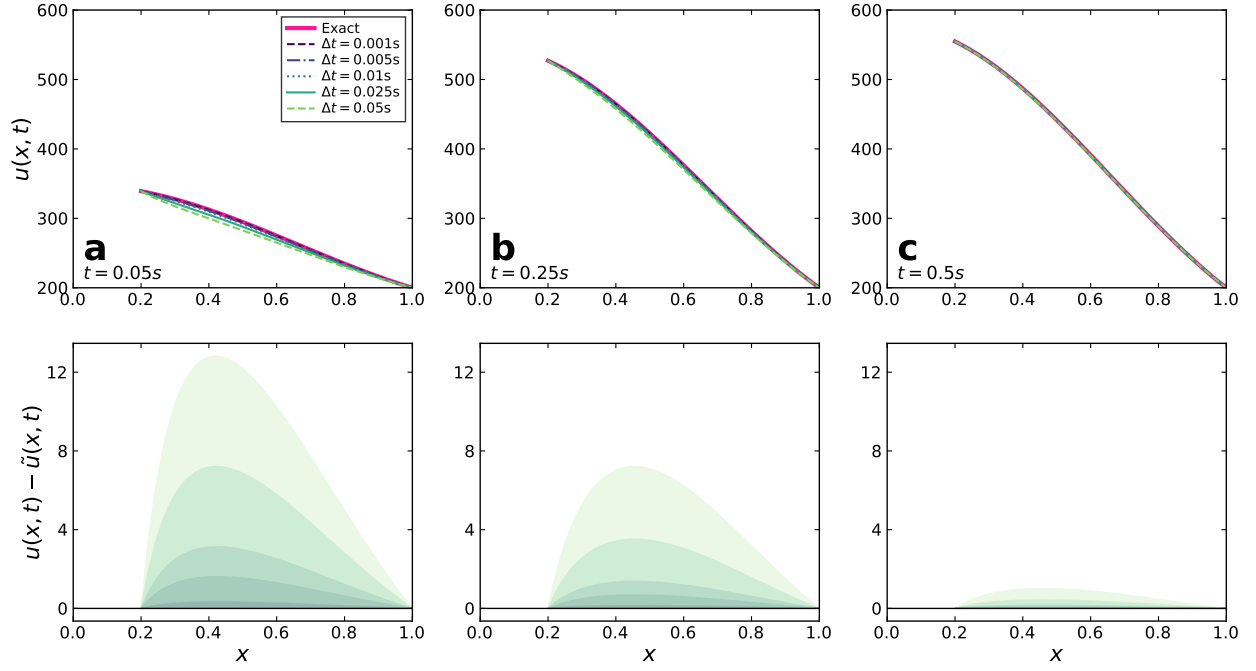 600
500
400
300
200
u(x, t)
Exact
Δt = 0.001s
Δt = 0.005s
Δt = 0.01s
Δt = 0.025s
Δt = 0.05s
a
t = 0.05s
0.0 0.2 0.4 0.6 0.8 1.0
600
500
400
300
200
b
t = 0.25s
0.0 0.2 0.4 0.6 0.8 1.0
600
500
400
300
200
c
t = 0.5s
0.0 0.2 0.4 0.6 0.8 1.0
12
8
4
0
u(x, t) − ũ(x, t)
0.0 0.2 0.4 0.6 0.8 1.0
x
12
8
4
0
0.0 0.2 0.4 0.6 0.8 1.0
x
12
8
4
0
0.0 0.2 0.4 0.6 0.8 1.0
x